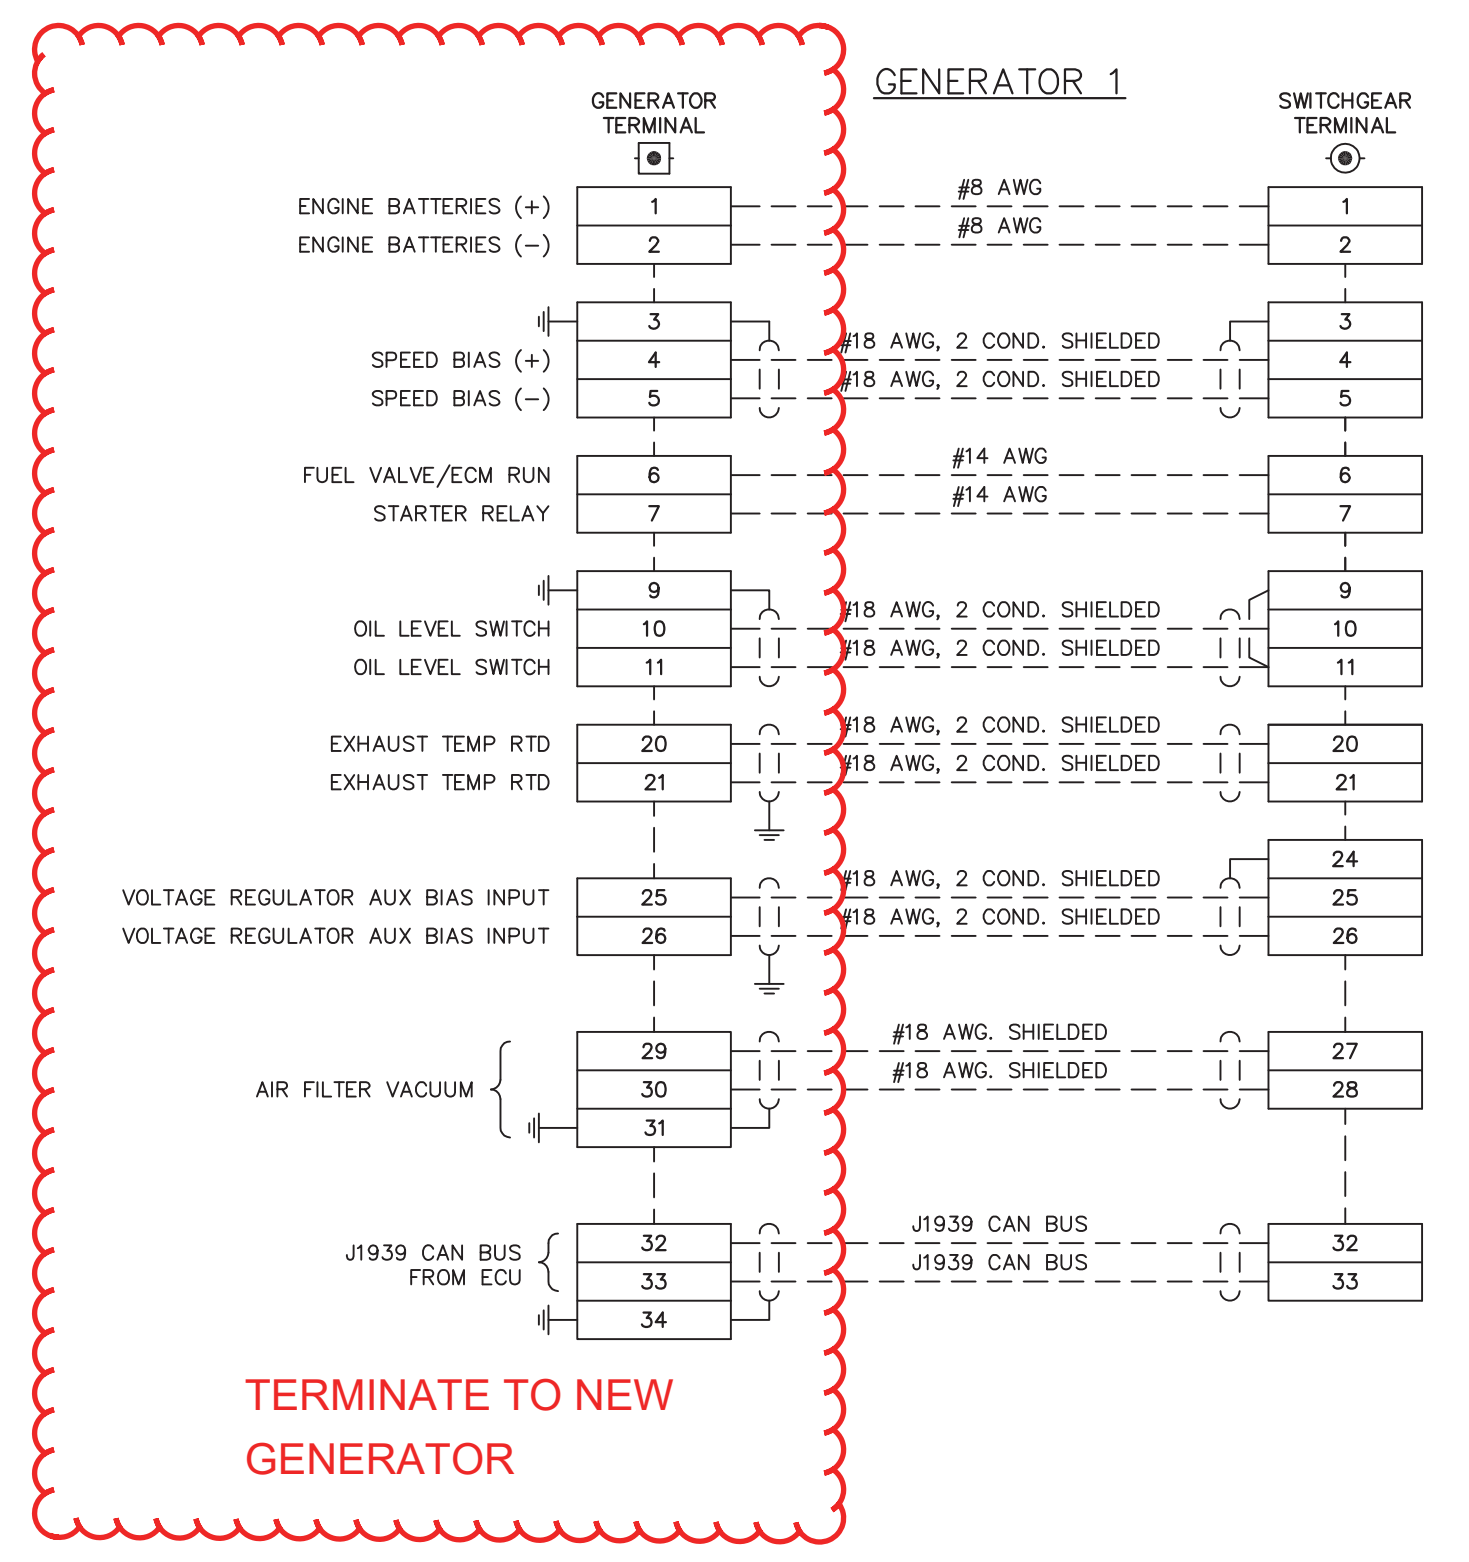 GENERATOR 1
GENERATOR
TERMINAL
SWITCHGEAR
TERMINAL
ENGINE BATTERIES (+) 1 #8 AWG 1
ENGINE BATTERIES (−) 2 #8 AWG 2
3 3
SPEED BIAS (+) 4 #18 AWG, 2 COND. SHIELDED 4
SPEED BIAS (−) 5 #18 AWG, 2 COND. SHIELDED 5
FUEL VALVE/ECM RUN 6 #14 AWG 6
STARTER RELAY 7 #14 AWG 7
9 9
OIL LEVEL SWITCH 10 #18 AWG, 2 COND. SHIELDED 10
OIL LEVEL SWITCH 11 #18 AWG, 2 COND. SHIELDED 11
EXHAUST TEMP RTD 20 #18 AWG, 2 COND. SHIELDED 20
EXHAUST TEMP RTD 21 #18 AWG, 2 COND. SHIELDED 21
24
VOLTAGE REGULATOR AUX BIAS INPUT 25 #18 AWG, 2 COND. SHIELDED 25
VOLTAGE REGULATOR AUX BIAS INPUT 26 #18 AWG, 2 COND. SHIELDED 26
29 #18 AWG. SHIELDED 27
AIR FILTER VACUUM 30 #18 AWG. SHIELDED 28
31
32 J1939 CAN BUS 32
J1939 CAN BUS
FROM ECU
33 J1939 CAN BUS 33
34
TERMINATE TO NEW
GENERATOR